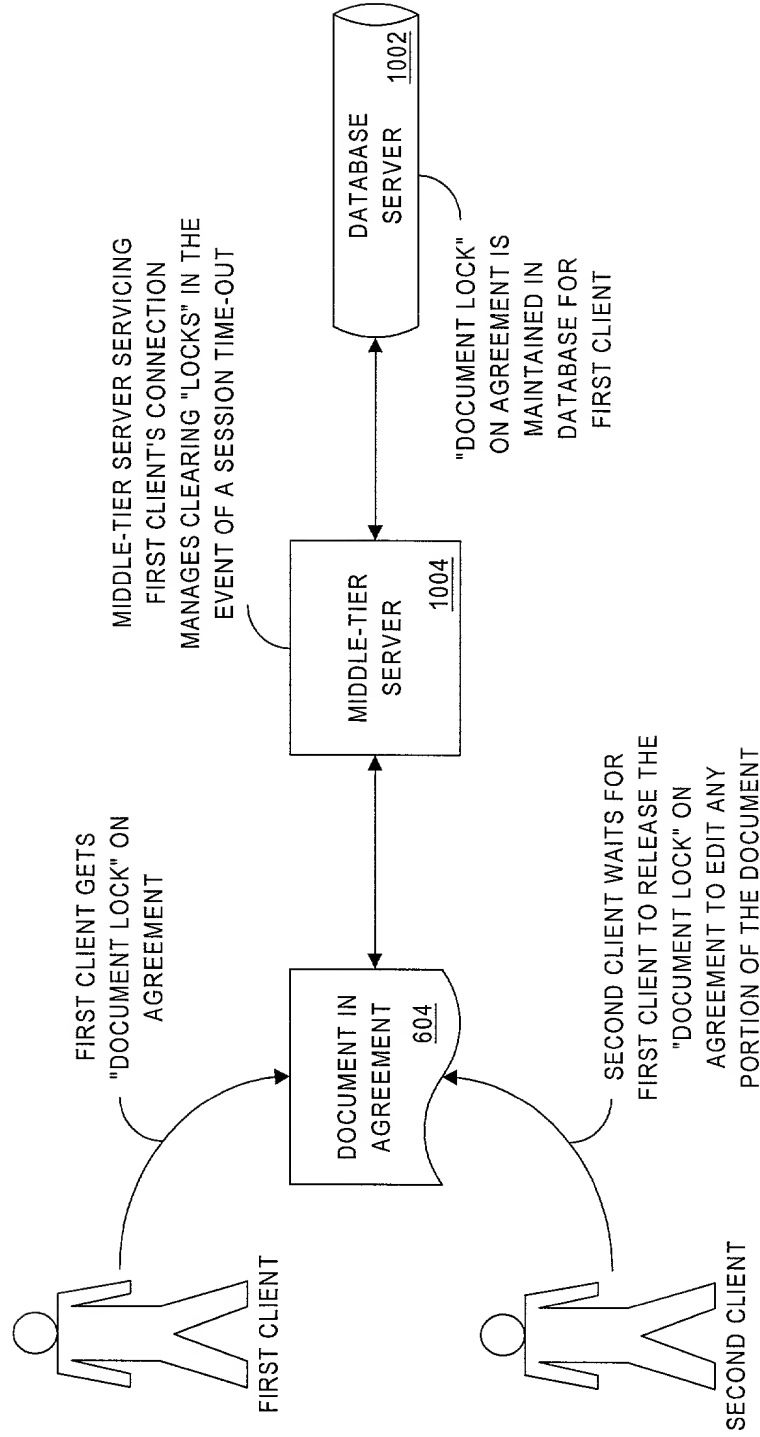 FIRST CLIENT
FIRST CLIENT GETS
"DOCUMENT LOCK" ON
AGREEMENT
MIDDLE-TIER SERVER SERVICING
FIRST CLIENT'S CONNECTION
MANAGES CLEARING "LOCKS" IN THE
EVENT OF A SESSION TIME-OUT
DOCUMENT IN
AGREEMENT
604
MIDDLE-TIER
SERVER
1004
DATABASE
SERVER
1002
"DOCUMENT LOCK"
ON AGREEMENT IS
MAINTAINED IN
DATABASE FOR
FIRST CLIENT
SECOND CLIENT
SECOND CLIENT WAITS FOR
FIRST CLIENT TO RELEASE THE
"DOCUMENT LOCK" ON
AGREEMENT TO EDIT ANY
PORTION OF THE DOCUMENT